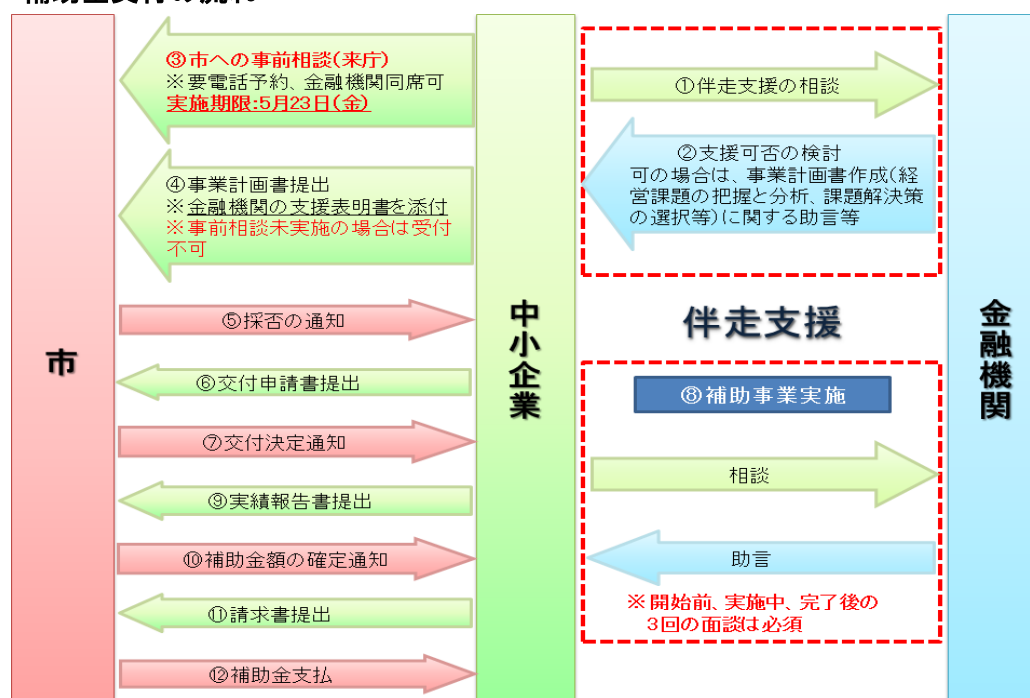 ③市への事前相談(来庁)
※要電話予約、金融機関同席可
実施期限:5月23日(金)
①伴走支援の相談
②支援可否の検討
可の場合は、事業計画書作成(経
営課題の把握と分析、課題解決策
の選択等)に関する助言等
④事業計画書提出
※金融機関の支援表明書を添付
※事前相談未実施の場合は受付
不可
市
⑤採否の通知
⑥交付申請書提出
⑦交付決定通知
⑨実績報告書提出
⑩補助金額の確定通知
⑪請求書提出
⑫補助金支払
中小企業
伴走支援
⑧補助事業実施
相談
助言
※開始前、実施中、完了後の
3回の面談は必須
金融機関